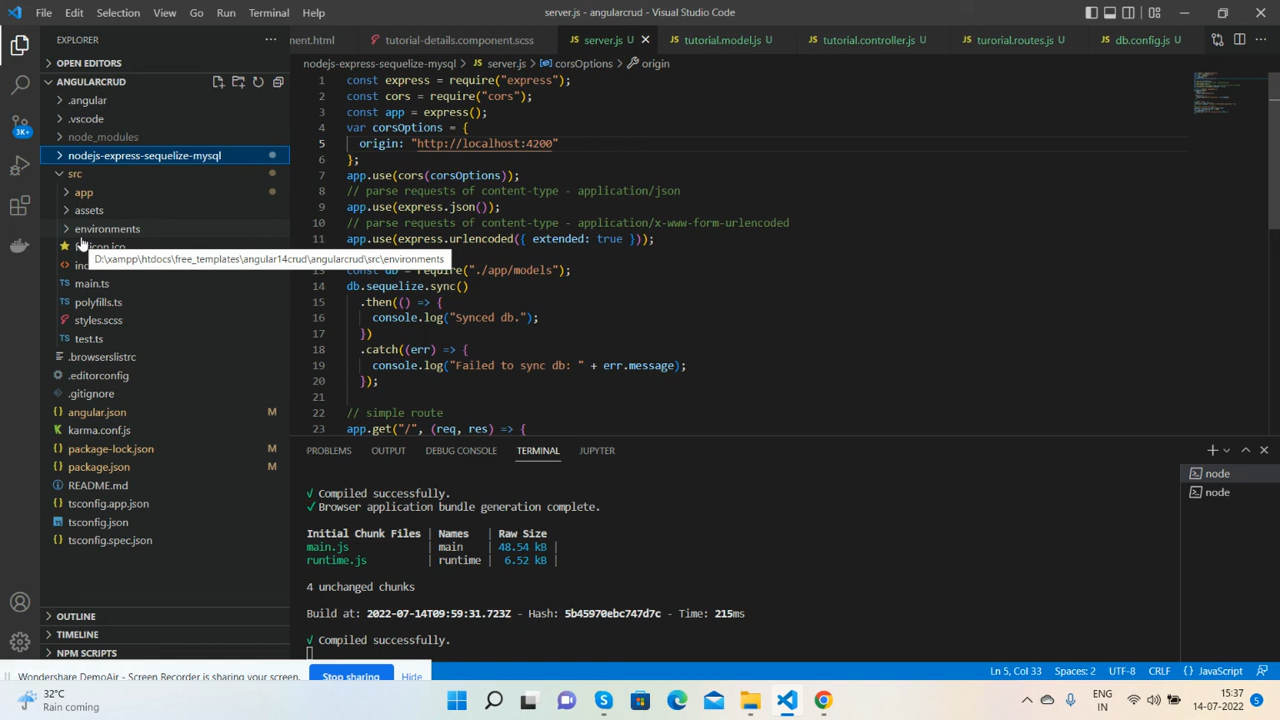 File Edit Selection View Go Run Terminal Help
server.js - angularcrud - Visual Studio Code
EXPLORER
OPEN EDITORS
ANGULARCRUD
.angular
.vscode
node_modules
nodejs-express-sequelize-mysql
src
app
assets
environments
D:\xampp\htdocs\free_templates\angular14crud\angularcrud\src\environments
main.ts
polyfills.ts
styles.scss
test.ts
.browserslistrc
.editorconfig
.gitignore
angular.json M
karma.conf.js
package-lock.json M
package.json M
README.md
tsconfig.app.json
tsconfig.json
tsconfig.spec.json
OUTLINE
TIMELINE
NPM SCRIPTS
3K+
nent.html tutorial-details.component.scss server.js U tutorial.model.js U tutorial.controller.js U turorial.routes.js U db.config.js U
nodejs-express-sequelize-mysql > server.js > corsOptions > origin
1 const express = require("express");
2 const cors = require("cors");
3 const app = express();
4 var corsOptions = {
5 origin: "http://localhost:4200"
6 };
7 app.use(cors(corsOptions));
8 // parse requests of content-type - application/json
9 app.use(express.json());
10 // parse requests of content-type - application/x-www-form-urlencoded
11 app.use(express.urlencoded({ extended: true }));
13 const db = require("./app/models");
14 db.sequelize.sync()
15 .then(() => {
16 console.log("Synced db.");
17 })
18 .catch((err) => {
19 console.log("Failed to sync db: " + err.message);
20 });
21
22 // simple route
23 app.get("/", (req, res) => {
PROBLEMS OUTPUT DEBUG CONSOLE TERMINAL JUPYTER
√ Compiled successfully.
√ Browser application bundle generation complete.
Initial Chunk Files | Names | Raw Size
main.js | main | 48.54 kB |
runtime.js | runtime | 6.52 kB |
4 unchanged chunks
Build at: 2022-07-14T09:59:31.723Z - Hash: 5b45970ebc747d7c - Time: 215ms
√ Compiled successfully.
node
node
Wondershare DemoAir - Screen Recorder is sharing your screen. Stop sharing Hide
Ln 5, Col 33 Spaces: 2 UTF-8 CRLF {} JavaScript
32°C
Rain coming
ENG
IN
15:37
14-07-2022
5